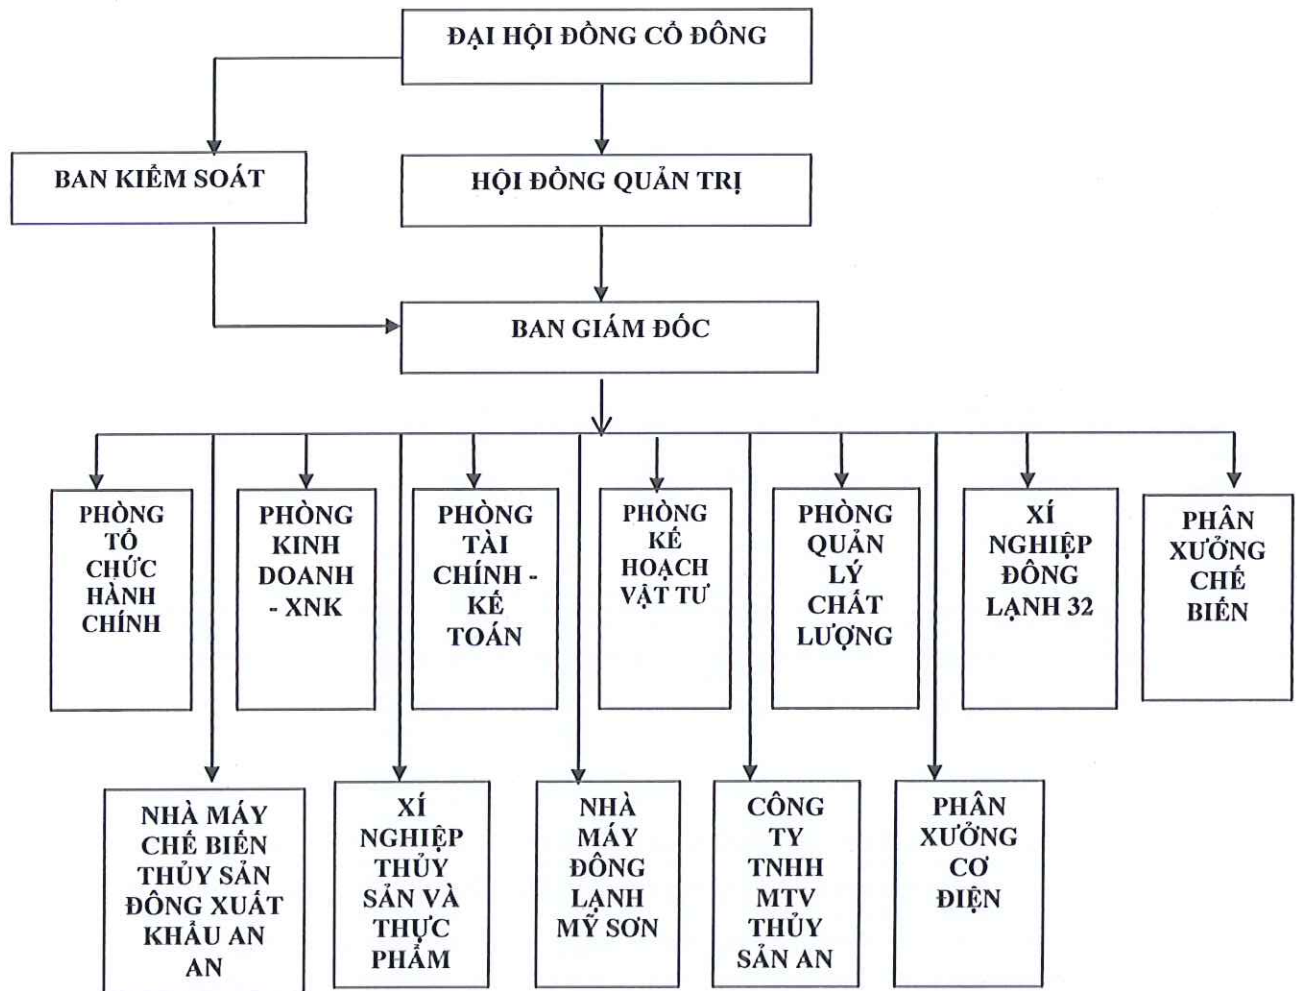 ĐẠI HỘI ĐỒNG CỔ ĐÔNG
BAN KIỂM SOÁT
HỘI ĐỒNG QUẢN TRỊ
BAN GIÁM ĐỐC
PHÒNG
TỔ
CHỨC
HÀNH
CHÍNH
PHÒNG
KINH
DOANH
- XNK
PHÒNG
TÀI
CHÍNH -
KẾ
TOÁN
PHÒNG
KẾ
HOẠCH
VẬT TƯ
PHÒNG
QUẢN
LÝ
CHẤT
LƯỢNG
XÍ
NGHIỆP
ĐÔNG
LẠNH 32
PHÂN
XƯỞNG
CHẾ
BIẾN
NHÀ MÁY
CHẾ BIẾN
THỦY SẢN
ĐÔNG XUẤT
KHẨU AN
AN
XÍ
NGHIỆP
THỦY
SẢN VÀ
THỰC
PHẨM
NHÀ
MÁY
ĐÔNG
LẠNH
MỸ SƠN
CÔNG
TY
TNHH
MTV
THỦY
SẢN AN
PHÂN
XƯỞNG
CƠ
ĐIỆN